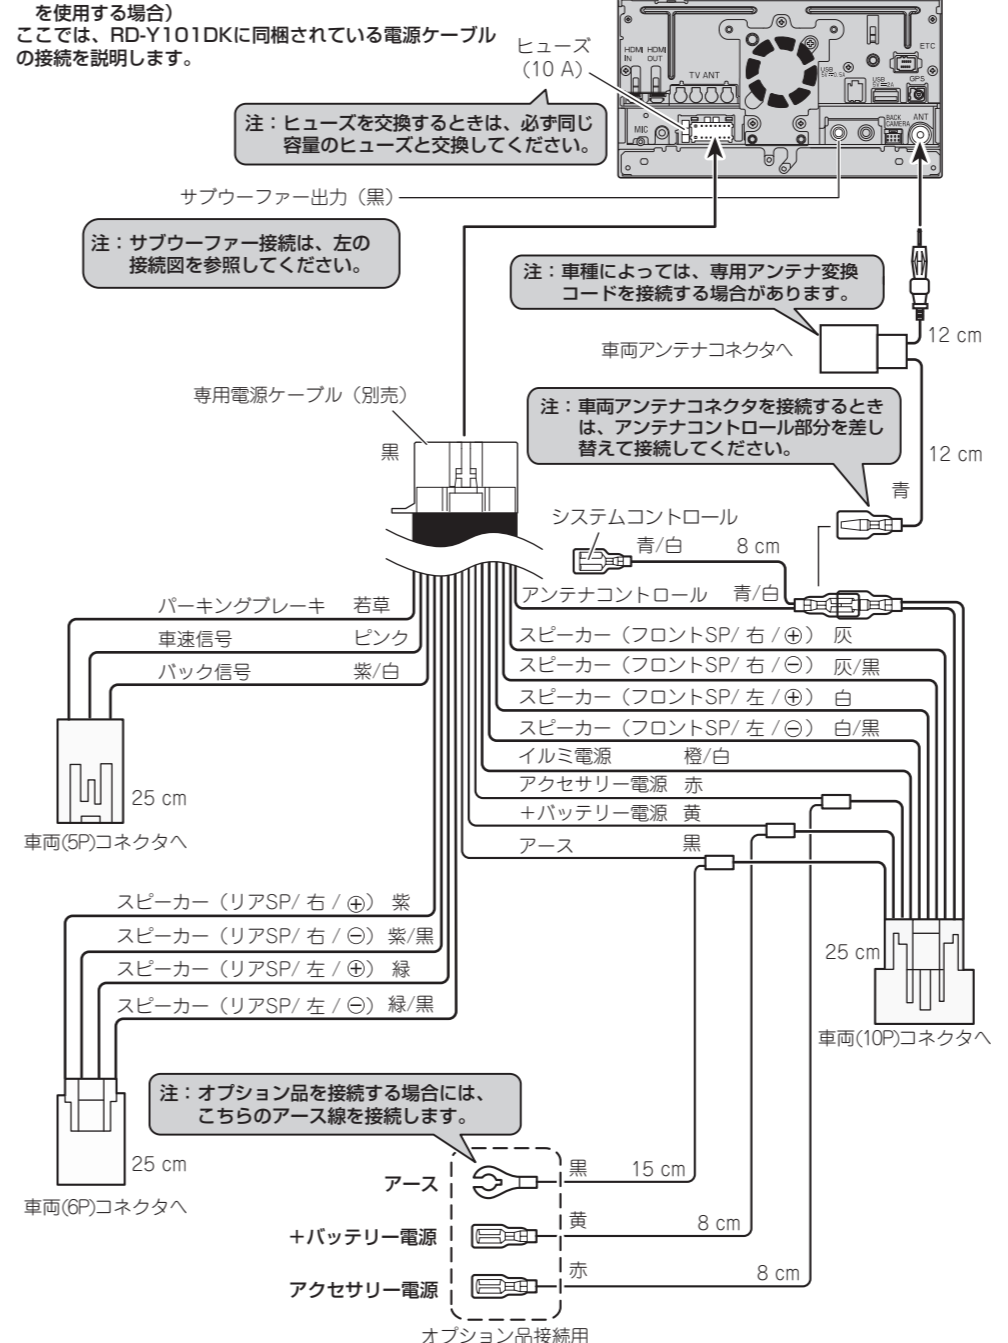 を使用する場合)
ここでは、RD-Y101DKに同梱されている電源ケーブル
の接続を説明します。
ヒューズ
(10 A)
HDMI IN
HDMI OUT
TV ANT
USB
5V⎓0.5A
USB
5V⎓2A
ETC
GPS
MIC
BACK CAMERA
ANT
注：ヒューズを交換するときは、必ず同じ
容量のヒューズと交換してください。
サブウーファー出力（黒）
注：サブウーファー接続は、左の
接続図を参照してください。
注：車種によっては、専用アンテナ変換
コードを接続する場合があります。
12 cm
車両アンテナコネクタへ
専用電源ケーブル（別売）
黒
注：車両アンテナコネクタを接続するとき
は、アンテナコントロール部分を差し
替えて接続してください。
12 cm
青
システムコントロール
青/白 8 cm
アンテナコントロール 青/白
パーキングブレーキ 若草
車速信号 ピンク
バック信号 紫/白
スピーカー（フロントSP/ 右 /⊕） 灰
スピーカー（フロントSP/ 右 /⊖） 灰/黒
スピーカー（フロントSP/ 左 /⊕） 白
スピーカー（フロントSP/ 左 /⊖） 白/黒
イルミ電源 橙/白
アクセサリー電源 赤
＋バッテリー電源 黄
アース 黒
25 cm
車両(5P)コネクタへ
スピーカー（リアSP/ 右 /⊕） 紫
スピーカー（リアSP/ 右 /⊖） 紫/黒
スピーカー（リアSP/ 左 /⊕） 緑
スピーカー（リアSP/ 左 /⊖） 緑/黒
25 cm
車両(10P)コネクタへ
注：オプション品を接続する場合には、
こちらのアース線を接続します。
25 cm
車両(6P)コネクタへ
アース 黒 15 cm
＋バッテリー電源 黄 8 cm
アクセサリー電源 赤 8 cm
オプション品接続用